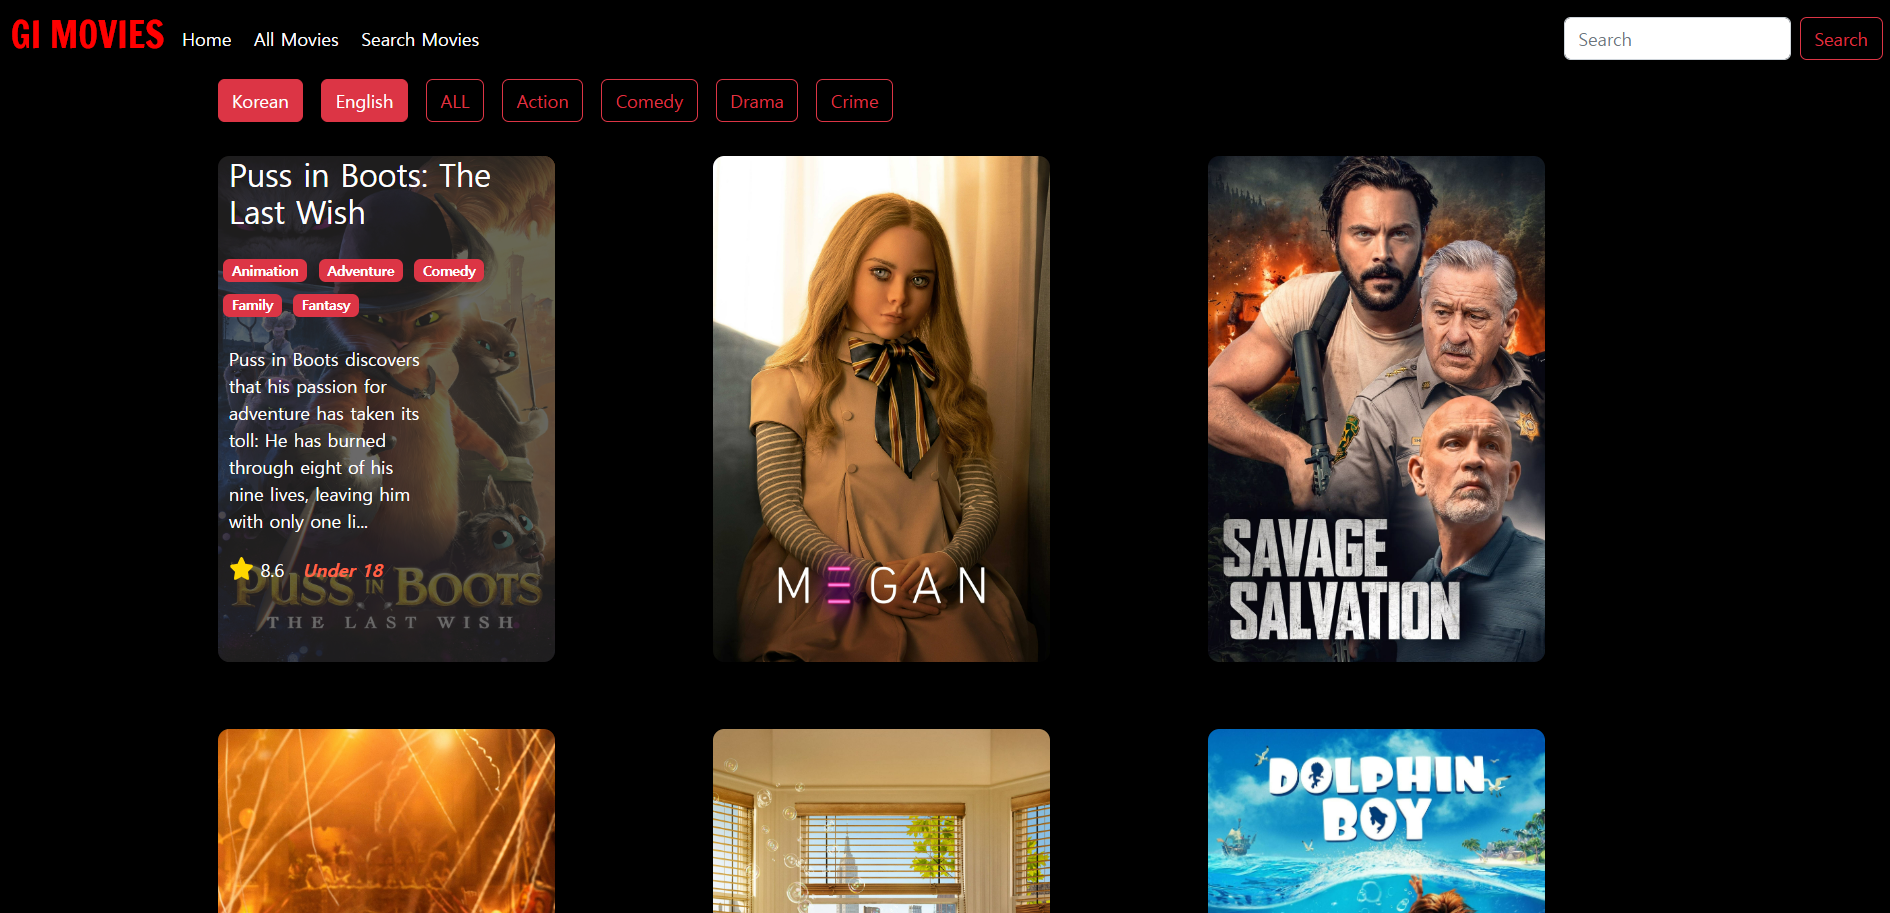 GI MOVIES Home All Movies Search Movies Search Search
Korean English ALL Action Comedy Drama Crime
Puss in Boots: The
Last Wish
Animation Adventure Comedy
Family Fantasy
Puss in Boots discovers
that his passion for
adventure has taken its
toll: He has burned
through eight of his
nine lives, leaving him
with only one li...
8.6 Under 18
PUSS IN BOOTS
THE LAST WISH
MEGAN
SAVAGE
SALVATION
DOLPHIN
BOY